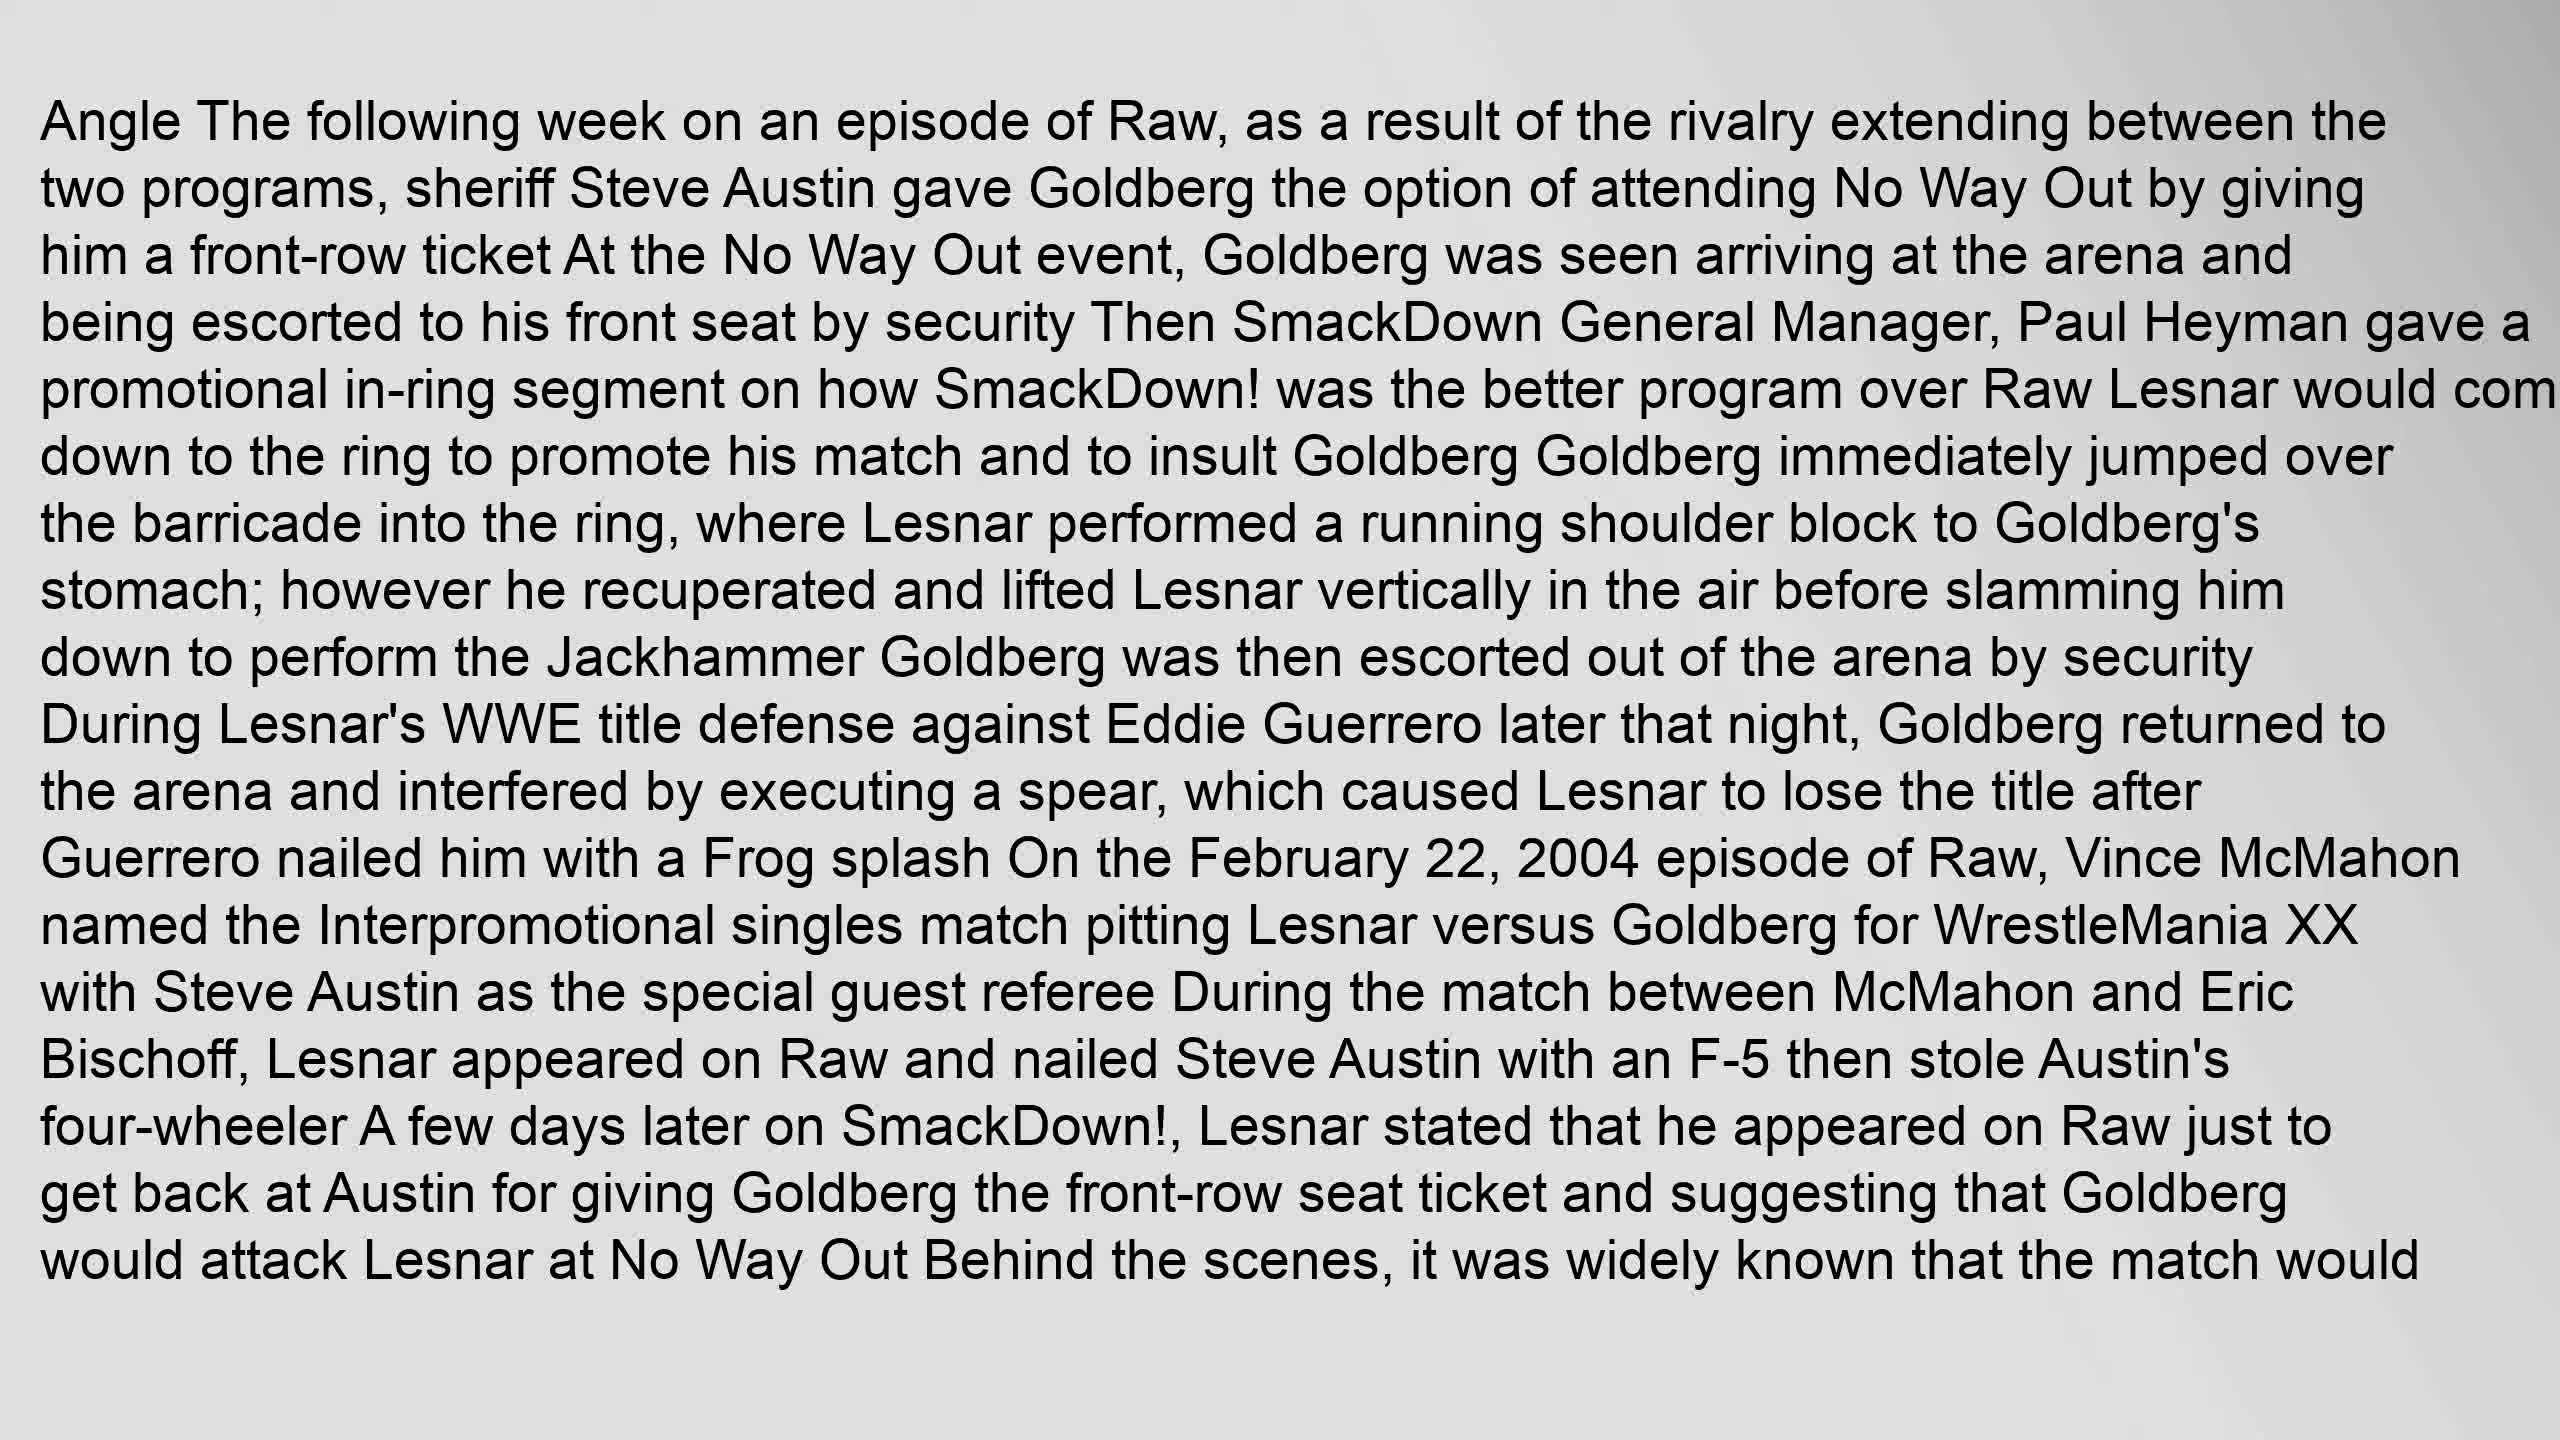 Angle The following week on an episode of Raw, as a result of the rivalry extending between the
two programs, sheriff Steve Austin gave Goldberg the option of attending No Way Out by giving
him a front-row ticket At the No Way Out event, Goldberg was seen arriving at the arena and
being escorted to his front seat by security Then SmackDown General Manager, Paul Heyman gave a
promotional in-ring segment on how SmackDown! was the better program over Raw Lesnar would com
down to the ring to promote his match and to insult Goldberg Goldberg immediately jumped over
the barricade into the ring, where Lesnar performed a running shoulder block to Goldberg's
stomach; however he recuperated and lifted Lesnar vertically in the air before slamming him
down to perform the Jackhammer Goldberg was then escorted out of the arena by security
During Lesnar's WWE title defense against Eddie Guerrero later that night, Goldberg returned to
the arena and interfered by executing a spear, which caused Lesnar to lose the title after
Guerrero nailed him with a Frog splash On the February 22, 2004 episode of Raw, Vince McMahon
named the Interpromotional singles match pitting Lesnar versus Goldberg for WrestleMania XX
with Steve Austin as the special guest referee During the match between McMahon and Eric
Bischoff, Lesnar appeared on Raw and nailed Steve Austin with an F-5 then stole Austin's
four-wheeler A few days later on SmackDown!, Lesnar stated that he appeared on Raw just to
get back at Austin for giving Goldberg the front-row seat ticket and suggesting that Goldberg
would attack Lesnar at No Way Out Behind the scenes, it was widely known that the match would